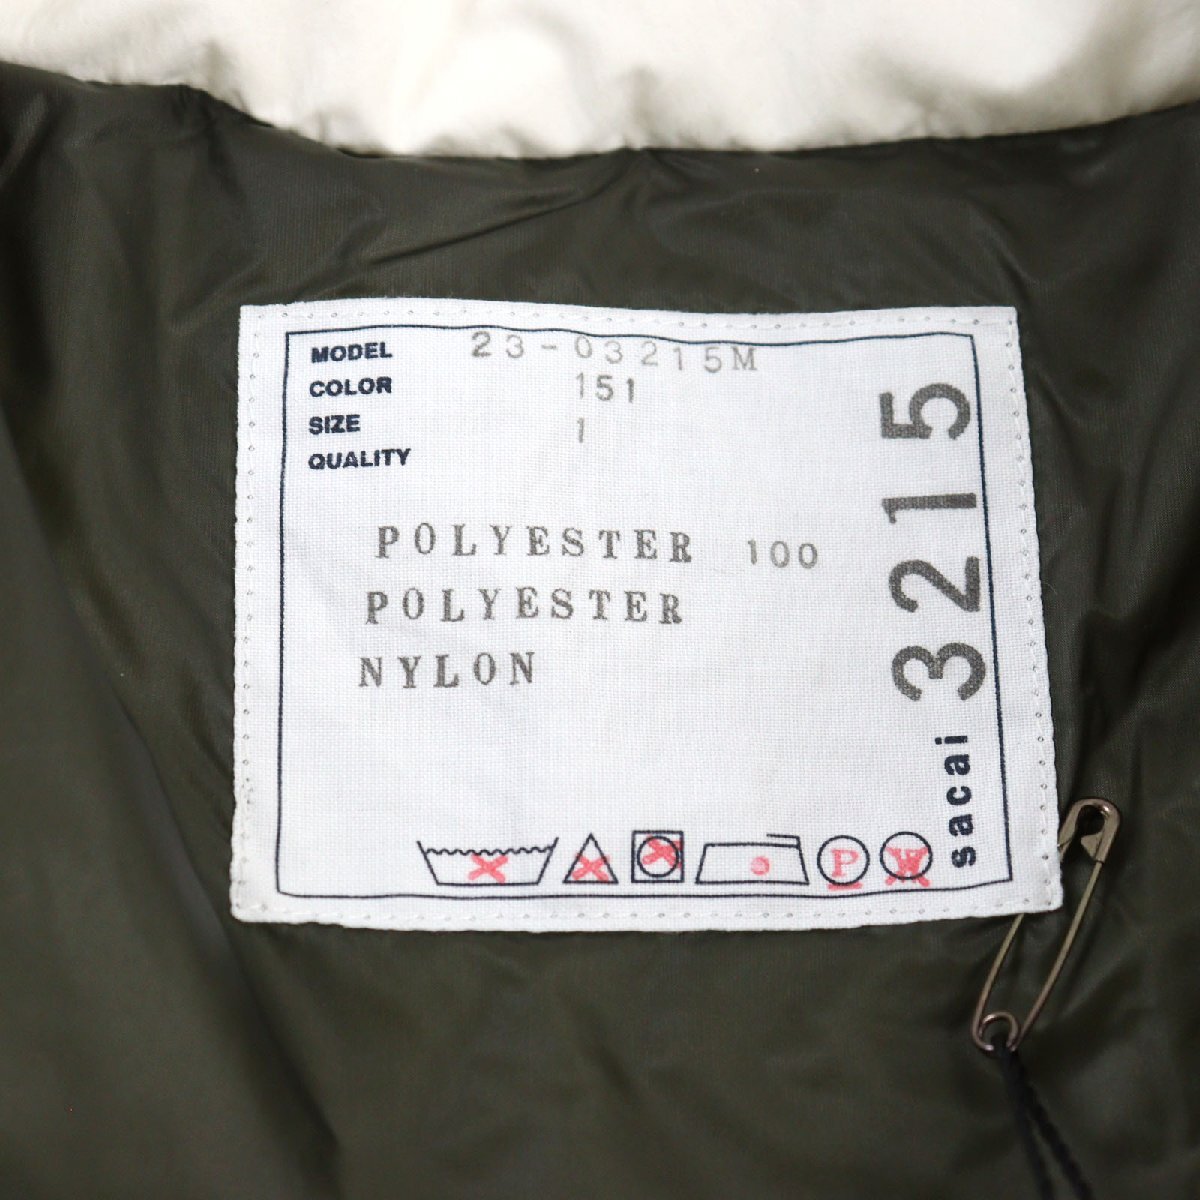 MODEL 23-03215M
COLOR 151
SIZE 1
QUALITY
POLYESTER 100
POLYESTER
NYLON
sacai 3215
P W